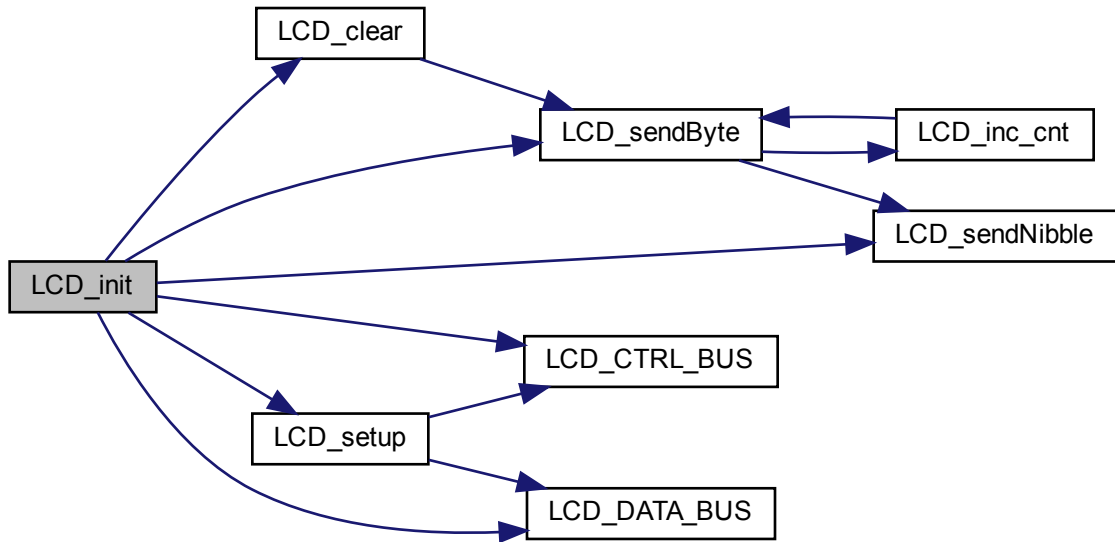 LCD_clear
LCD_sendByte
LCD_inc_cnt
LCD_sendNibble
LCD_init
LCD_CTRL_BUS
LCD_setup
LCD_DATA_BUS